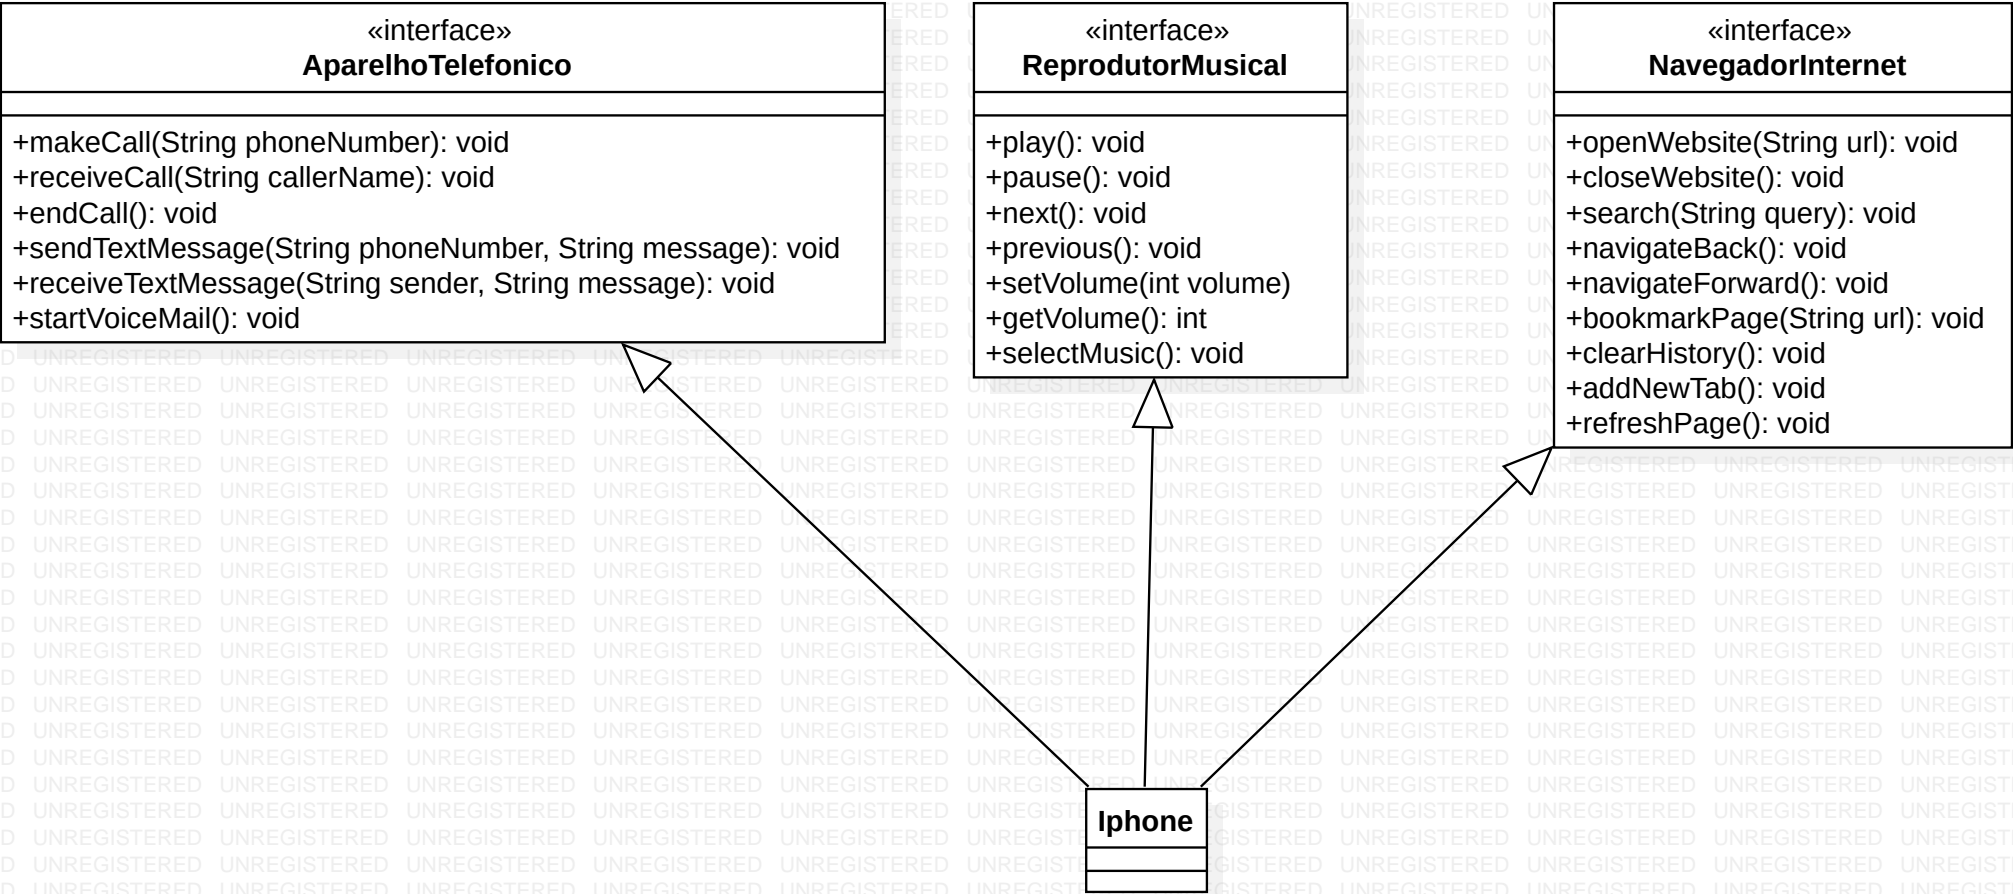 «interface»
AparelhoTelefonico
+makeCall(String phoneNumber): void
+receiveCall(String callerName): void
+endCall(): void
+sendTextMessage(String phoneNumber, String message): void
+receiveTextMessage(String sender, String message): void
+startVoiceMail(): void
«interface»
ReprodutorMusical
+play(): void
+pause(): void
+next(): void
+previous(): void
+setVolume(int volume)
+getVolume(): int
+selectMusic(): void
«interface»
NavegadorInternet
+openWebsite(String url): void
+closeWebsite(): void
+search(String query): void
+navigateBack(): void
+navigateForward(): void
+bookmarkPage(String url): void
+clearHistory(): void
+addNewTab(): void
+refreshPage(): void
Iphone
UNREGISTERED